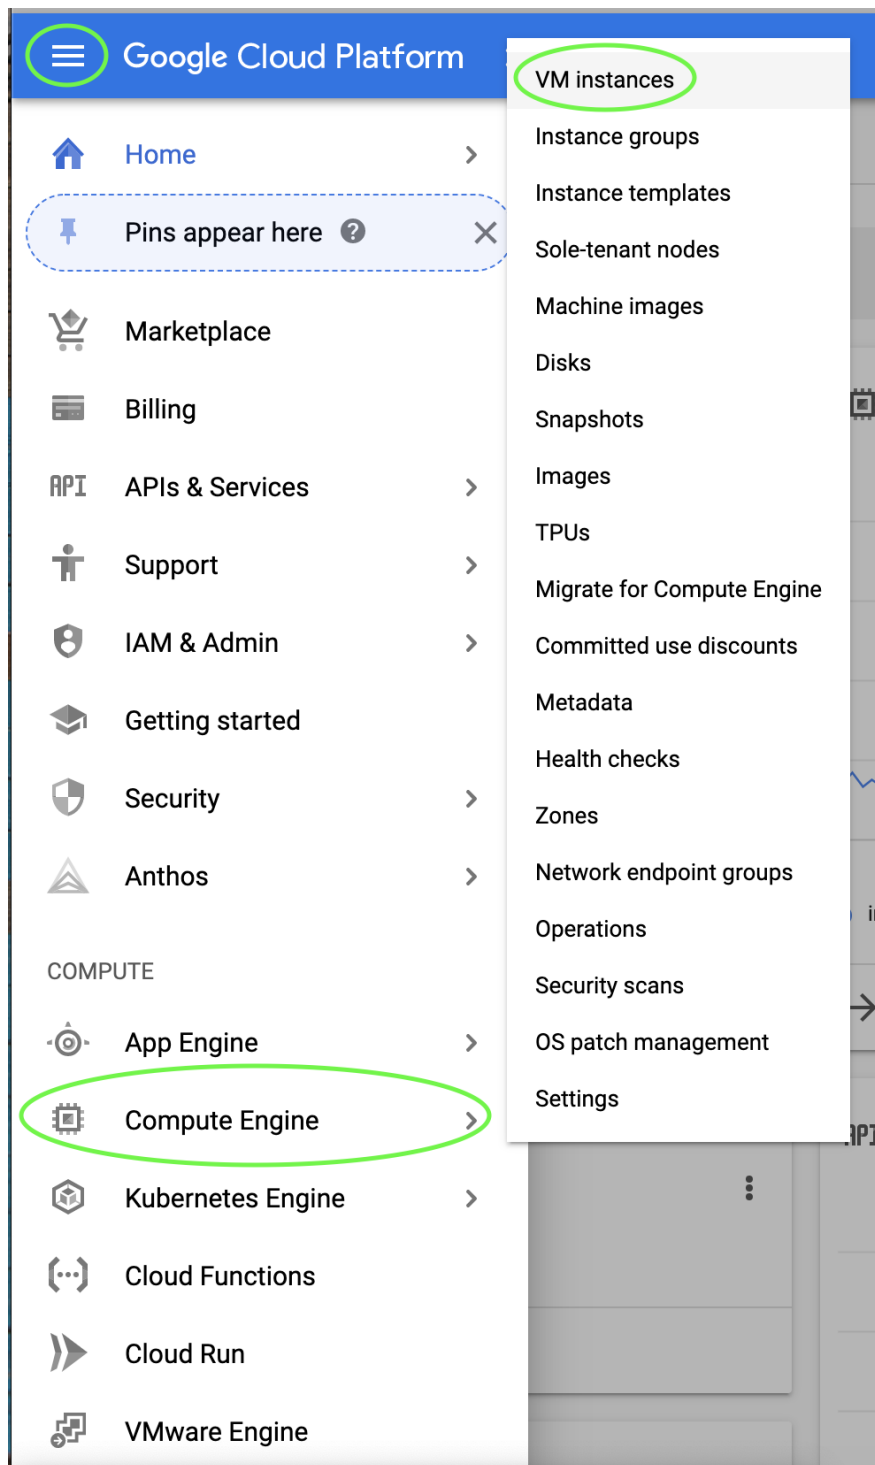 Google Cloud Platform
Home
Pins appear here ?
Marketplace
Billing
API APIs & Services
Support
IAM & Admin
Getting started
Security
Anthos
COMPUTE
App Engine
Compute Engine
Kubernetes Engine
Cloud Functions
Cloud Run
VMware Engine
VM instances
Instance groups
Instance templates
Sole-tenant nodes
Machine images
Disks
Snapshots
Images
TPUs
Migrate for Compute Engine
Committed use discounts
Metadata
Health checks
Zones
Network endpoint groups
Operations
Security scans
OS patch management
Settings